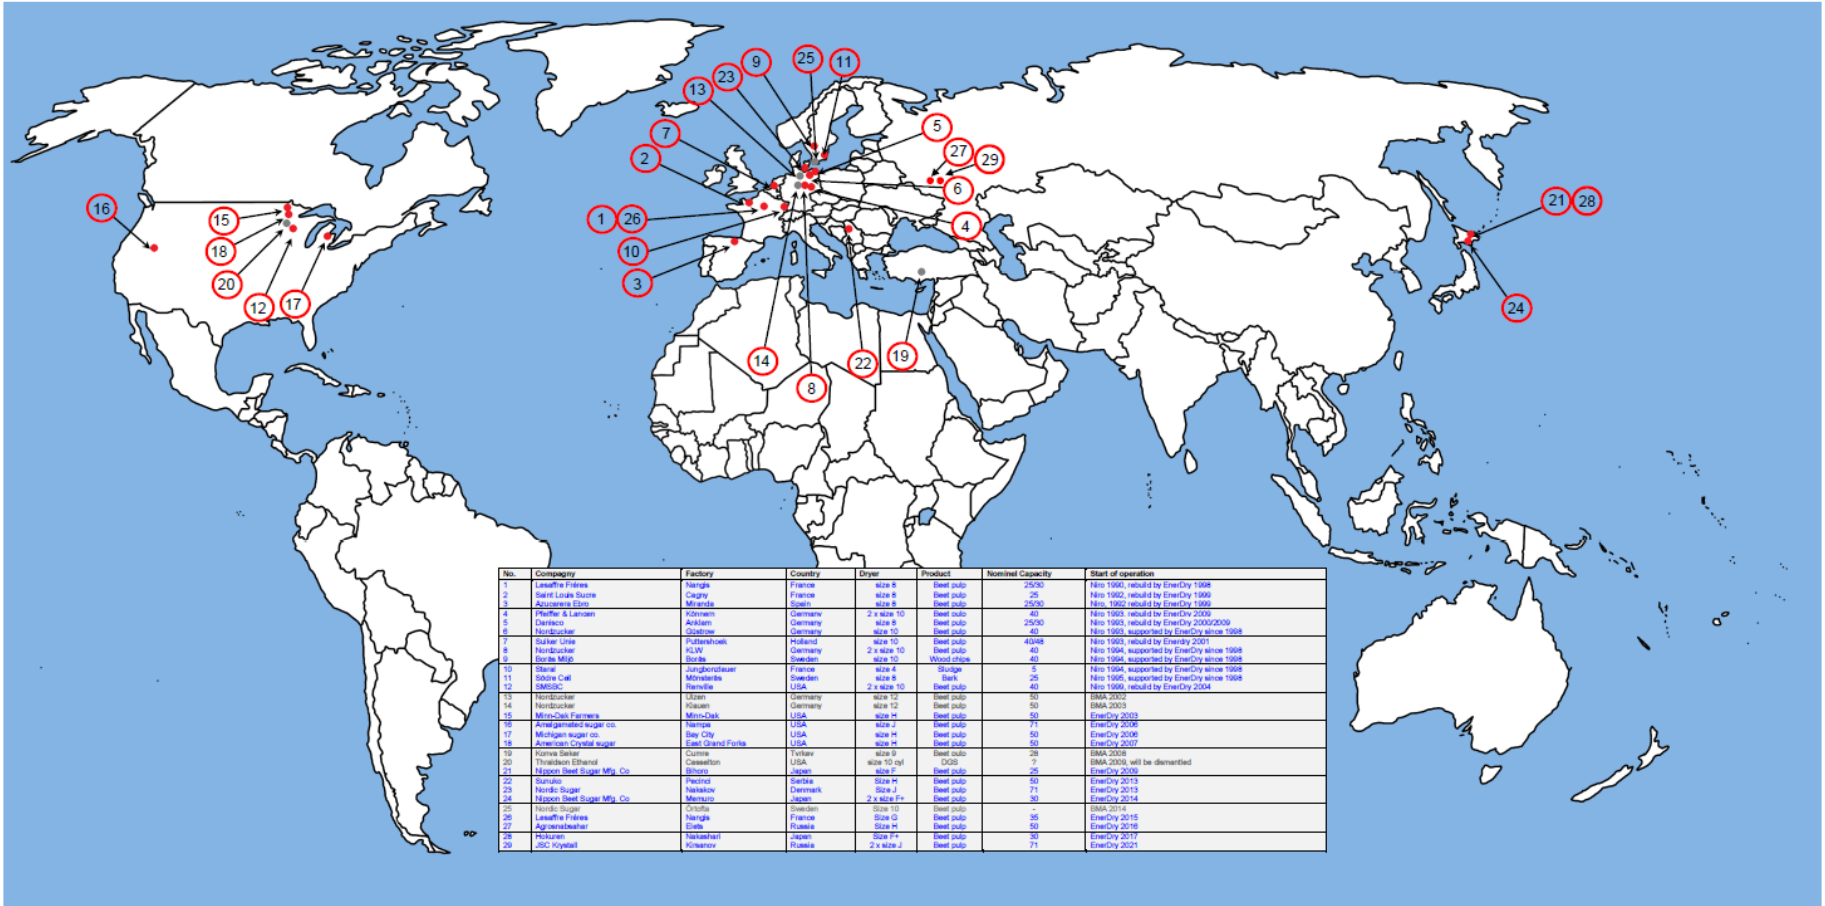 25
9
11
23
13
5
7
27
29
2
6
16
21
28
15
1
26
4
18
10
20
3
12
17
24
14
22
19
8
No. Compagny Factory Country Dryer Product Nominel Capacity Start of operation
1 Lesaffre Fréres Nangis France size 8 Beet pulp 25/30 Niro 1990, rebuild by EnerDry 1998
2 Saint Louis Sucre Cagny France size 8 Beet pulp 25 Niro 1992, rebuild by EnerDry 1999
3 Azucarera Ebro Miranda Spain size 8 Beet pulp 25/30 Niro, 1992 rebuild by EnerDry 1999
4 Pfeiffer & Lancen Könnern Germany 2 x size 10 Beet pulp 40 Niro 1993. rebuild by EnerDry 2009
5 Danisco Anklam Germany size 8 Beet pulp 25/30 Niro 1993, rebuild by EnerDry 2000/2009
6 Nordzucker Güstrow Germany size 10 Beet pulp 40 Niro 1993, supported by EnerDry since 1998
7 Suiker Unie Puttershoek Holland size 10 Beet pulp 40/48 Niro 1993, rebuild by Enerdry 2001
8 Nordzucker KLW Germany 2 x size 10 Beet pulp 40 Niro 1994, supported by EnerDry since 1998
9 Borås Miljö Borås Sweden size 10 Wood chips 40 Niro 1994, supported by EnerDry since 1998
10 Staral Jungbonzlauer France size 4 Sludge 5 Niro 1994, supported by EnerDry since 1998
11 Södre Cell Mönsterås Sweden size 8 Bark 25 Niro 1995, supported by EnerDry since 1998
12 SMSBC Renville USA 2 x size 10 Beet pulp 40 Niro 1999, rebuild by EnerDry 2004
13 Nordzucker Ulzen Germany size 12 Beet pulp 50 BMA 2002
14 Nordzucker Klauen Germany size 12 Beet pulp 50 BMA 2003
15 Minn-Dak Farmers Minn-Dak USA size H Beet pulp 50 EnerDry 2003
16 Amalgamated sugar co. Nampa USA size J Beet pulp 71 EnerDry 2006
17 Michigan sugar co. Bay City USA size H Beet pulp 50 EnerDry 2006
18 American Crystal sugar East Grand Forks USA size H Beet pulp 50 EnerDry 2007
19 Konya Seker Cumre Tyrkey size 9 Beet pulp 28 BMA 2008
20 Thraldson Ethanol Casselton USA size 10 cyl DGS ? BMA 2009, will be dismantled
21 Nippon Beet Sugar Mfg. Co Bihoro Japan size F Beet pulp 25 EnerDry 2009
22 Sunoko Pecinci Serbia Size H Beet pulp 50 EnerDry 2013
23 Nordic Sugar Nakskov Denmark Size J Beet pulp 71 EnerDry 2013
24 Nippon Beet Sugar Mfg. Co Memuro Japan 2 x size F+ Beet pulp 30 EnerDry 2014
25 Nordic Sugar Örtofta Sweden Size 10 Beet pulp - BMA 2014
26 Lesaffre Fréres Nangis France Size G Beet pulp 35 EnerDry 2015
27 Agrosnabsahar Elets Russia Size H Beet pulp 50 EnerDry 2016
28 Hokuren Nakashari Japan Size F+ Beet pulp 30 EnerDry 2017
29 JSC Krystall Kirsanov Russia 2 x size J Beet pulp 71 EnerDry 2021